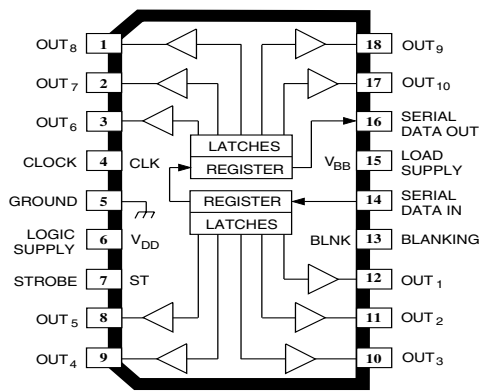 OUT8 1 18 OUT9
OUT7 2 17 OUT10
OUT6 3 16 SERIAL DATA OUT
LATCHES
REGISTER
CLOCK 4 CLK VBB 15 LOAD SUPPLY
GROUND 5 REGISTER 14 SERIAL DATA IN
LATCHES
LOGIC SUPPLY 6 VDD BLNK 13 BLANKING
STROBE 7 ST 12 OUT1
OUT5 8 11 OUT2
OUT4 9 10 OUT3